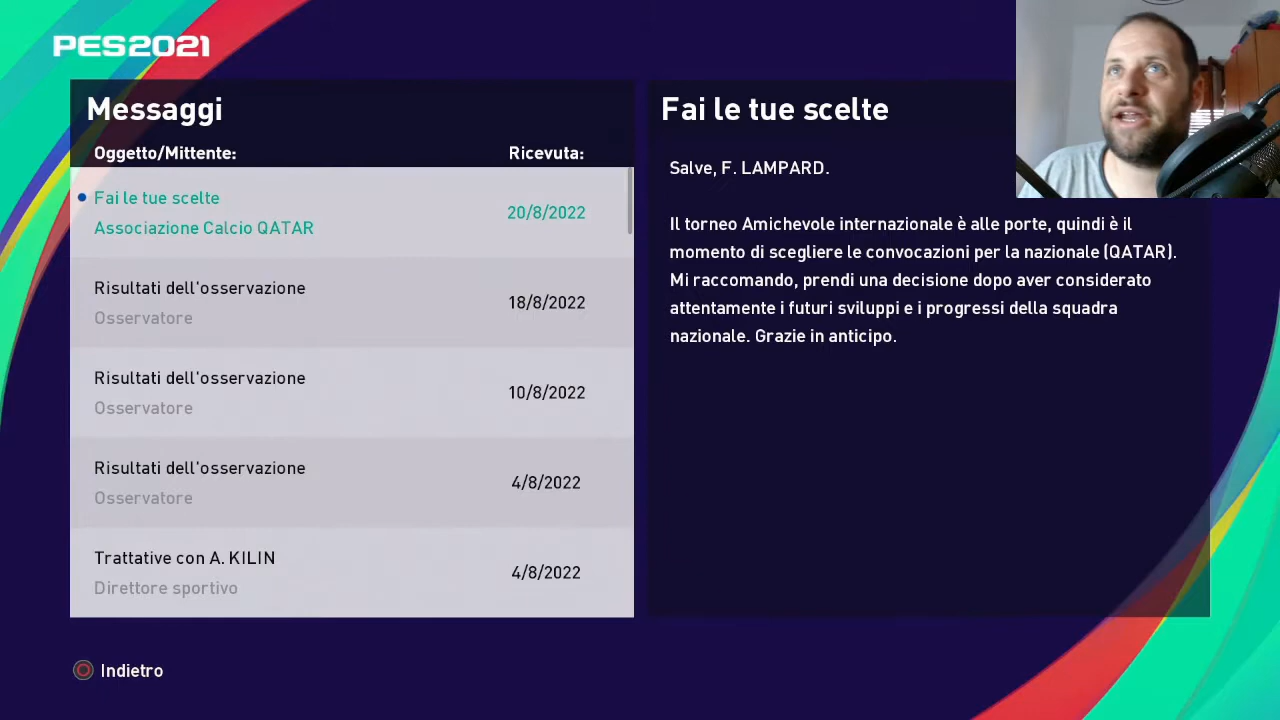 PES2021
Messaggi
Oggetto/Mittente: Ricevuta:
Fai le tue scelte
Associazione Calcio QATAR
20/8/2022
Risultati dell'osservazione
Osservatore
18/8/2022
Risultati dell'osservazione
Osservatore
10/8/2022
Risultati dell'osservazione
Osservatore
4/8/2022
Trattative con A. KILIN
Direttore sportivo
4/8/2022
Fai le tue scelte
Salve, F. LAMPARD.
Il torneo Amichevole internazionale è alle porte, quindi è il
momento di scegliere le convocazioni per la nazionale (QATAR).
Mi raccomando, prendi una decisione dopo aver considerato
attentamente i futuri sviluppi e i progressi della squadra
nazionale. Grazie in anticipo.
Indietro